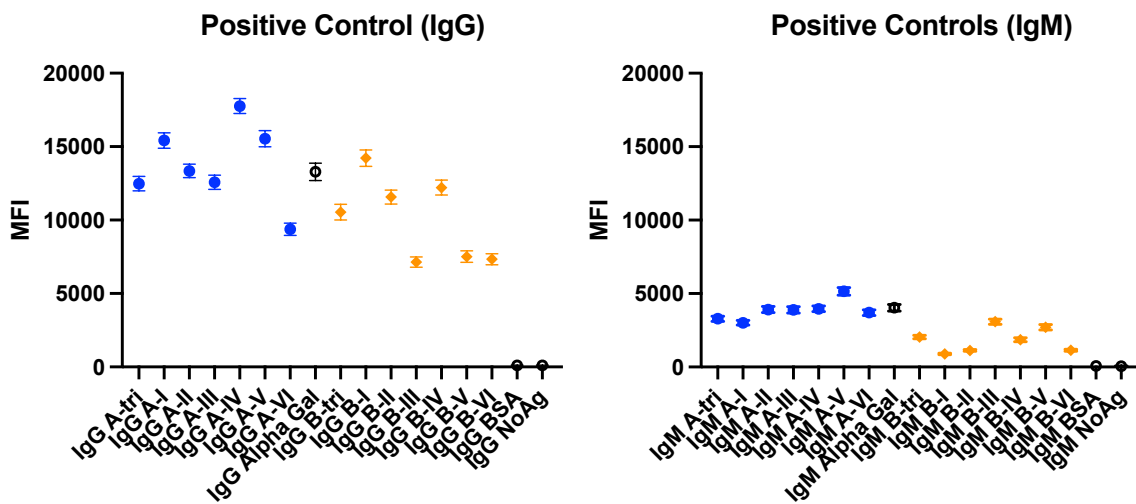 Positive Control (IgG)
20000
15000
10000
5000
0
MFI
IgG A-tri
IgG A-I
IgG A-II
IgG A-III
IgG A-IV
IgG A-V
IgG A-VI
IgG Alpha Gal
IgG B-tri
IgG B-I
IgG B-II
IgG B-III
IgG B-IV
IgG B-V
IgG B-VI
IgG BSA
IgG NoAg
Positive Controls (IgM)
20000
15000
10000
5000
0
MFI
IgM A-tri
IgM A-I
IgM A-II
IgM A-III
IgM A-IV
IgM A-V
IgM A-VI
IgM Alpha Gal
IgM B-tri
IgM B-I
IgM B-II
IgM B-III
IgM B-IV
IgM B-V
IgM B-VI
IgM BSA
IgM NoAg